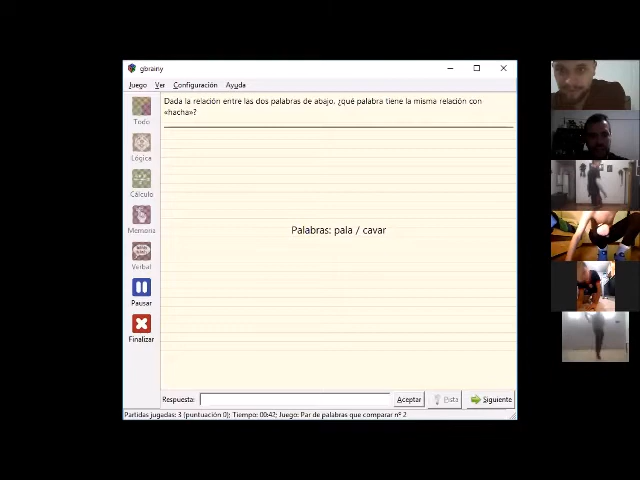 gbrainy
Juego Ver Configuración Ayuda
Todo
Lógica
Cálculo
Memoria
Verbal
Pausar
Finalizar
Dada la relación entre las dos palabras de abajo, ¿qué palabra tiene la misma relación con
«hacha»?
Palabras: pala / cavar
Respuesta: Aceptar Pista Siguiente
Partidas jugadas: 3 (puntuación 0); Tiempo: 00:42; Juego: Par de palabras que comparar nº 2